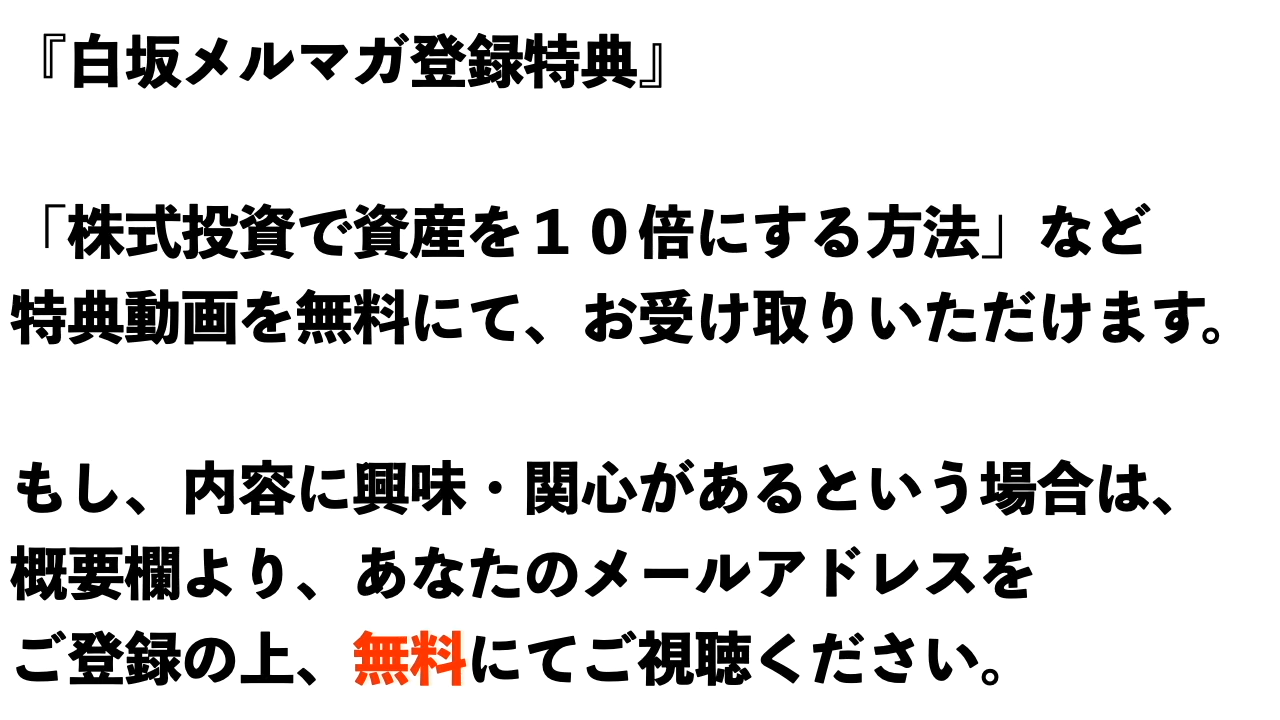 『白坂メルマガ登録特典』
「株式投資で資産を１０倍にする方法」など
特典動画を無料にて、お受け取りいただけます。
もし、内容に興味・関心があるという場合は、
概要欄より、あなたのメールアドレスを
ご登録の上、無料にてご視聴ください。